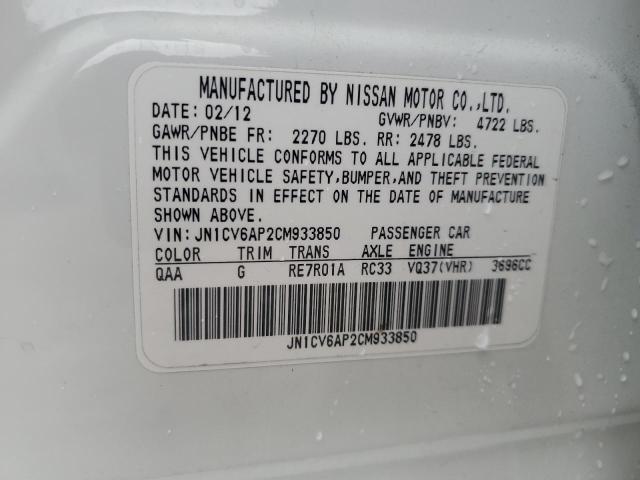 MANUFACTURED BY NISSAN MOTOR CO.,LTD.
DATE: 02/12 GVWR/PNBV: 4722 LBS.
GAWR/PNBE FR: 2270 LBS. RR: 2478 LBS.
THIS VEHICLE CONFORMS TO ALL APPLICABLE FEDERAL
MOTOR VEHICLE SAFETY,BUMPER,AND THEFT PREVENTION
STANDARDS IN EFFECT ON THE DATE OF MANUFACTURE
SHOWN ABOVE.
VIN: JN1CV6AP2CM933850 PASSENGER CAR
COLOR TRIM TRANS AXLE ENGINE
QAA G RE7R01A RC33 VQ37(VHR) 3696CC
JN1CV6AP2CM933850